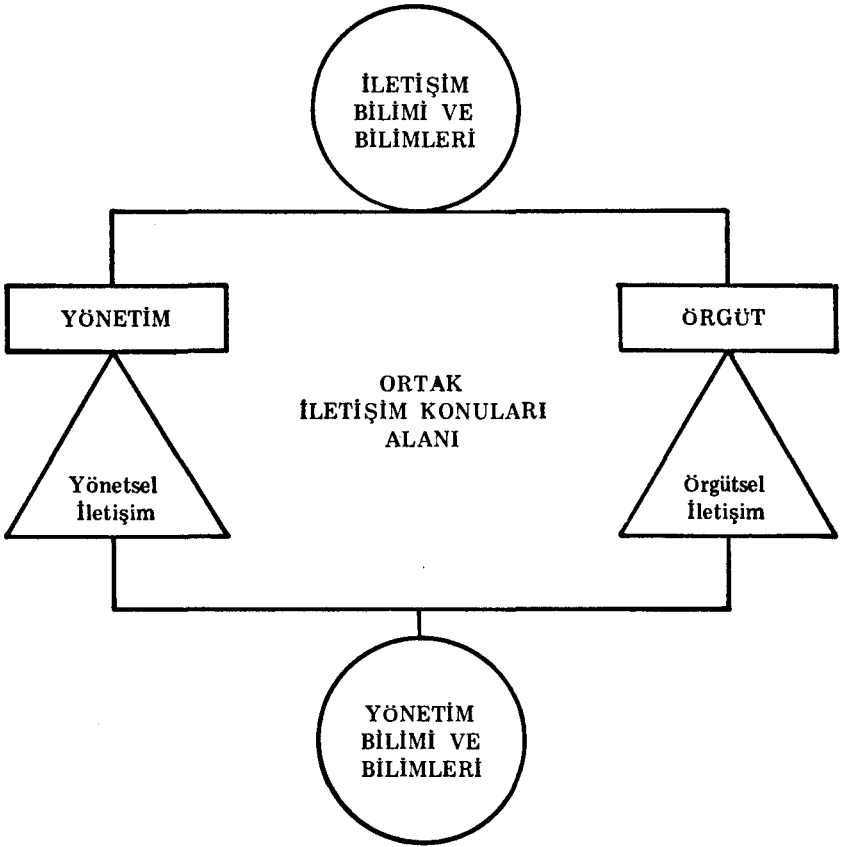 İLETİŞİM
BİLİMİ VE
BİLİMLERİ
YÖNETİM
ÖRGÜT
ORTAK
İLETİŞİM KONULARI
ALANI
Yönetsel
İletişim
Örgütsel
İletişim
YÖNETİM
BİLİMİ VE
BİLİMLERİ